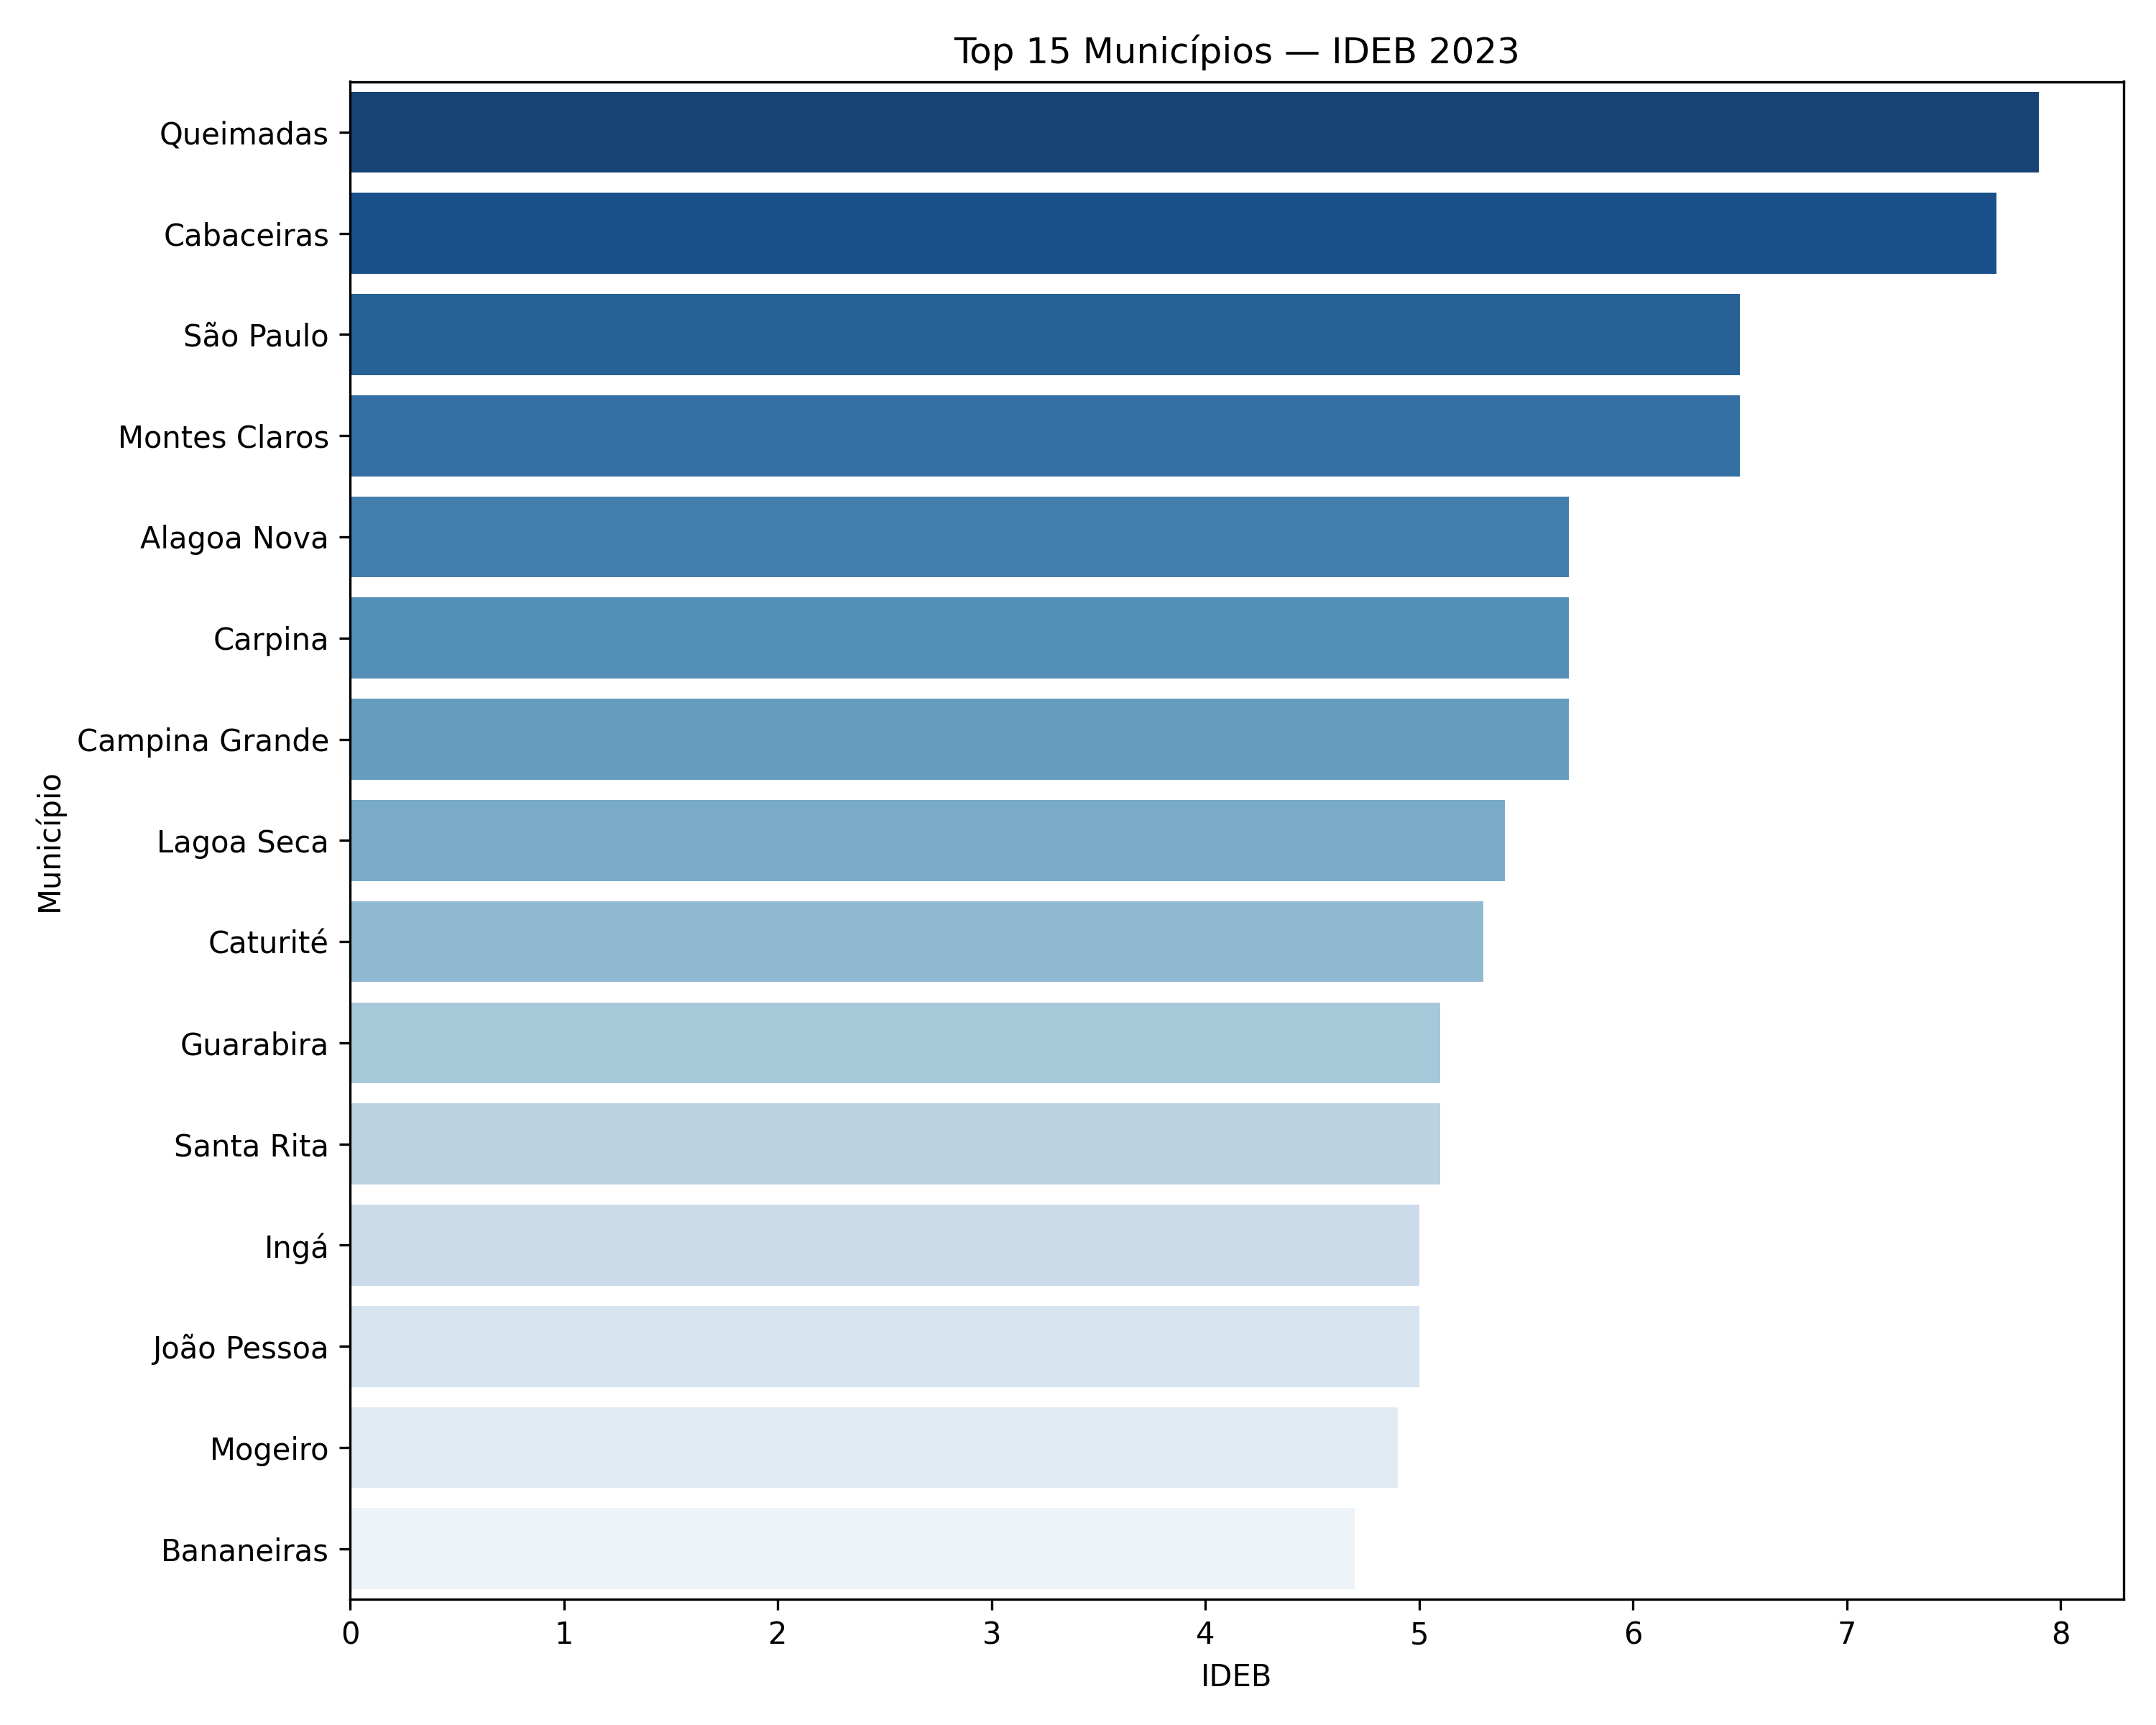 Top 15 Municípios — IDEB 2023
Município
Queimadas
Cabaceiras
São Paulo
Montes Claros
Alagoa Nova
Carpina
Campina Grande
Lagoa Seca
Caturité
Guarabira
Santa Rita
Ingá
João Pessoa
Mogeiro
Bananeiras
0 1 2 3 4 5 6 7 8
IDEB